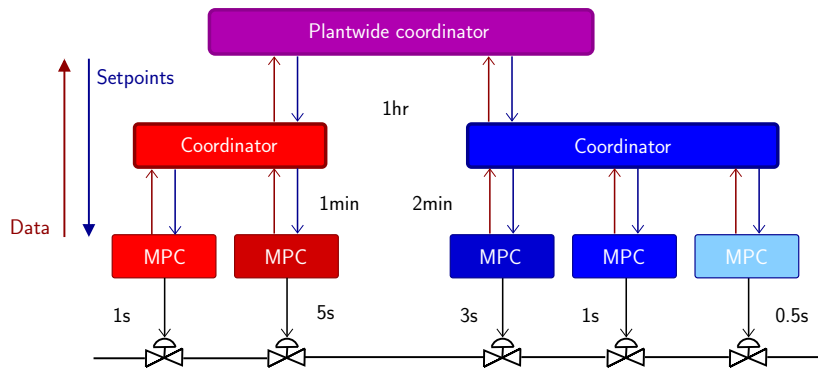 Plantwide coordinator
Setpoints
1hr
Coordinator
Coordinator
1min
2min
Data
MPC
MPC
MPC
MPC
MPC
1s
5s
3s
1s
0.5s